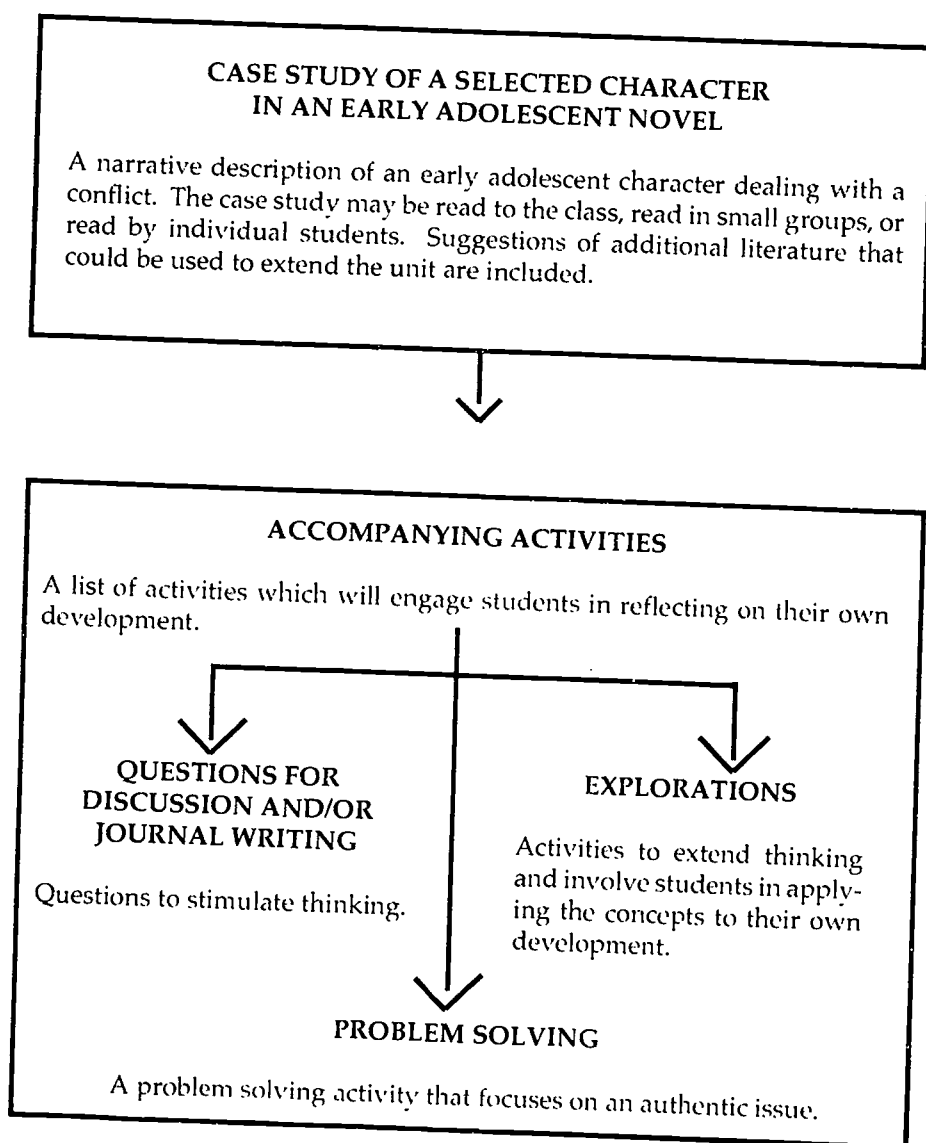 CASE STUDY OF A SELECTED CHARACTER
IN AN EARLY ADOLESCENT NOVEL
A narrative description of an early adolescent character dealing with a
conflict. The case study may be read to the class, read in small groups, or
read by individual students. Suggestions of additional literature that
could be used to extend the unit are included.
ACCOMPANYING ACTIVITIES
A list of activities which will engage students in reflecting on their own
development.
QUESTIONS FOR
DISCUSSION AND/OR
JOURNAL WRITING
Questions to stimulate thinking.
EXPLORATIONS
Activities to extend thinking
and involve students in apply-
ing the concepts to their own
development.
PROBLEM SOLVING
A problem solving activity that focuses on an authentic issue.